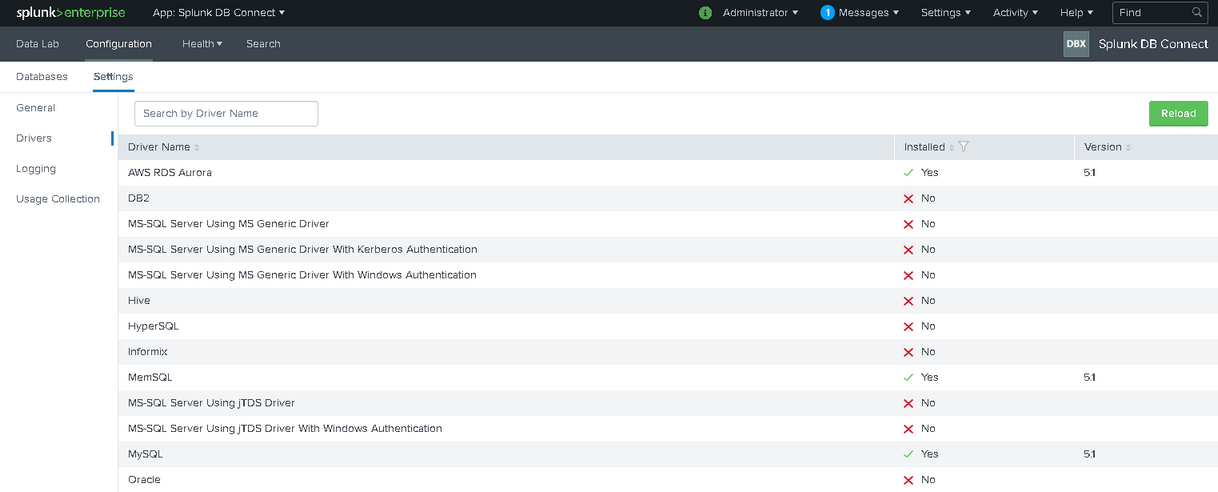 splunk>enterprise App: Splunk DB Connect i Administrator 1 Messages Settings Activity Help Find
Data Lab Configuration Health Search DBX Splunk DB Connect
Databases Settings
General
Drivers
Logging
Usage Collection
Search by Driver Name Reload
Driver Name Installed Version
AWS RDS Aurora Yes 5.1
DB2 No
MS-SQL Server Using MS Generic Driver No
MS-SQL Server Using MS Generic Driver With Kerberos Authentication No
MS-SQL Server Using MS Generic Driver With Windows Authentication No
Hive No
HyperSQL No
Informix No
MemSQL Yes 5.1
MS-SQL Server Using jTDS Driver No
MS-SQL Server Using jTDS Driver With Windows Authentication No
MySQL Yes 5.1
Oracle No